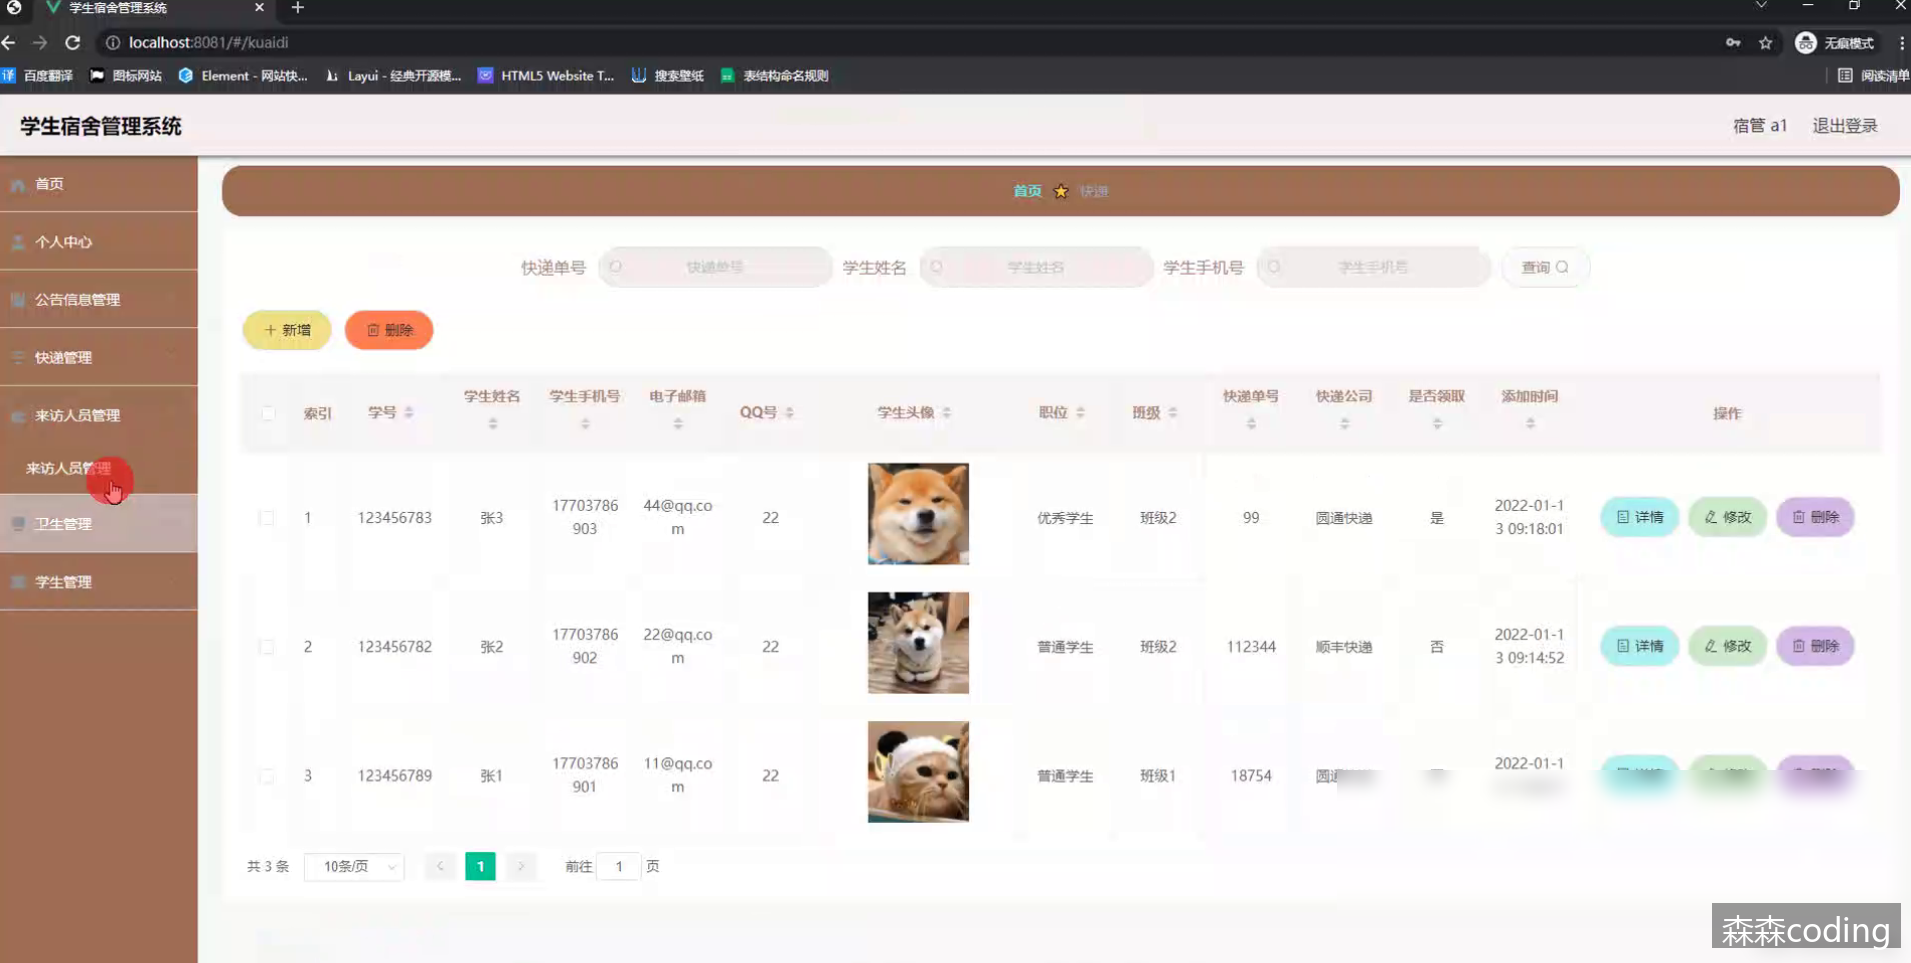 学生宿舍管理系统
localhost:8081/#/kuaidi
无痕模式
百度翻译 图标网站 Element - 网站快... Layui - 经典开源模... HTML5 Website T... 搜索壁纸 表结构命名规则
阅读清单
学生宿舍管理系统
宿管 a1 退出登录
首页
个人中心
公告信息管理
快递管理
来访人员管理
来访人员管理
卫生管理
学生管理
首页 快递
快递单号 快递单号 学生姓名 学生姓名 学生手机号 学生手机号 查询
新增 删除
索引 学号 学生姓名 学生手机号 电子邮箱 QQ号 学生头像 职位 班级 快递单号 快递公司 是否领取 添加时间 操作
1 123456783 张3 17703786903 44@qq.com 22 优秀学生 班级2 99 圆通快递 是 2022-01-13 09:18:01 详情 修改 删除
2 123456782 张2 17703786902 22@qq.com 22 普通学生 班级2 112344 顺丰快递 否 2022-01-13 09:14:52 详情 修改 删除
3 123456789 张1 17703786901 11@qq.com 22 普通学生 班级1 18754 圆通 2022-01-1
共 3 条 10条/页 1 前往 1 页
森森coding